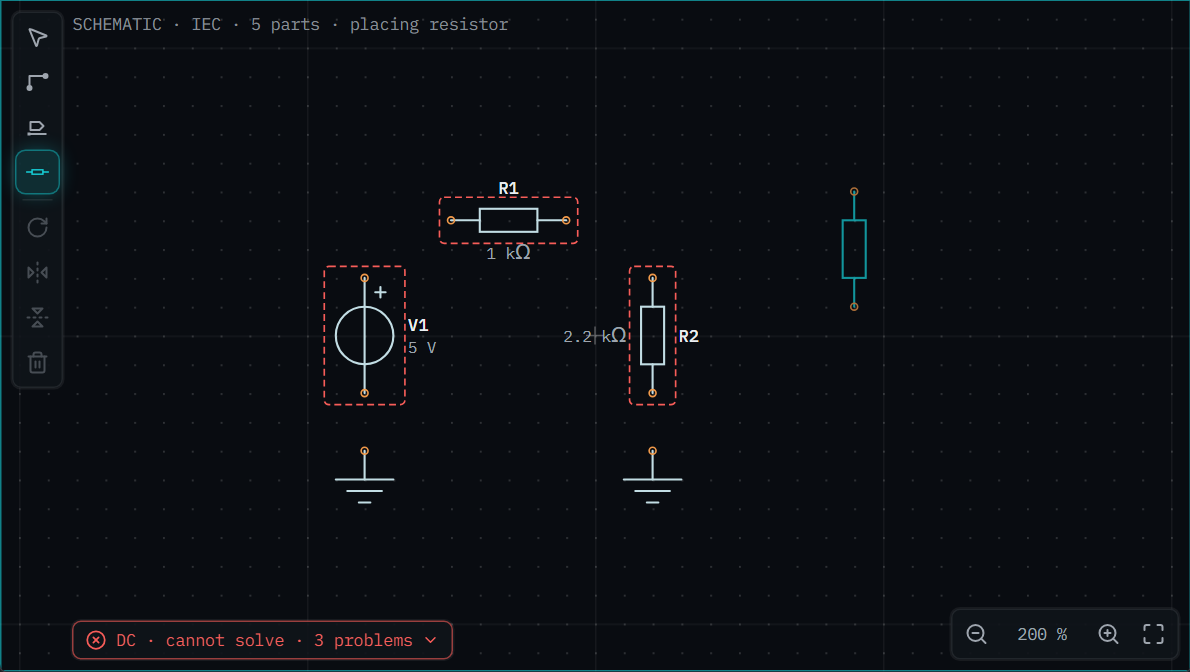 SCHEMATIC · IEC · 5 parts · placing resistor
R1
1 kΩ
+
V1
5 V
2.2 kΩ
R2
DC · cannot solve · 3 problems
200 %